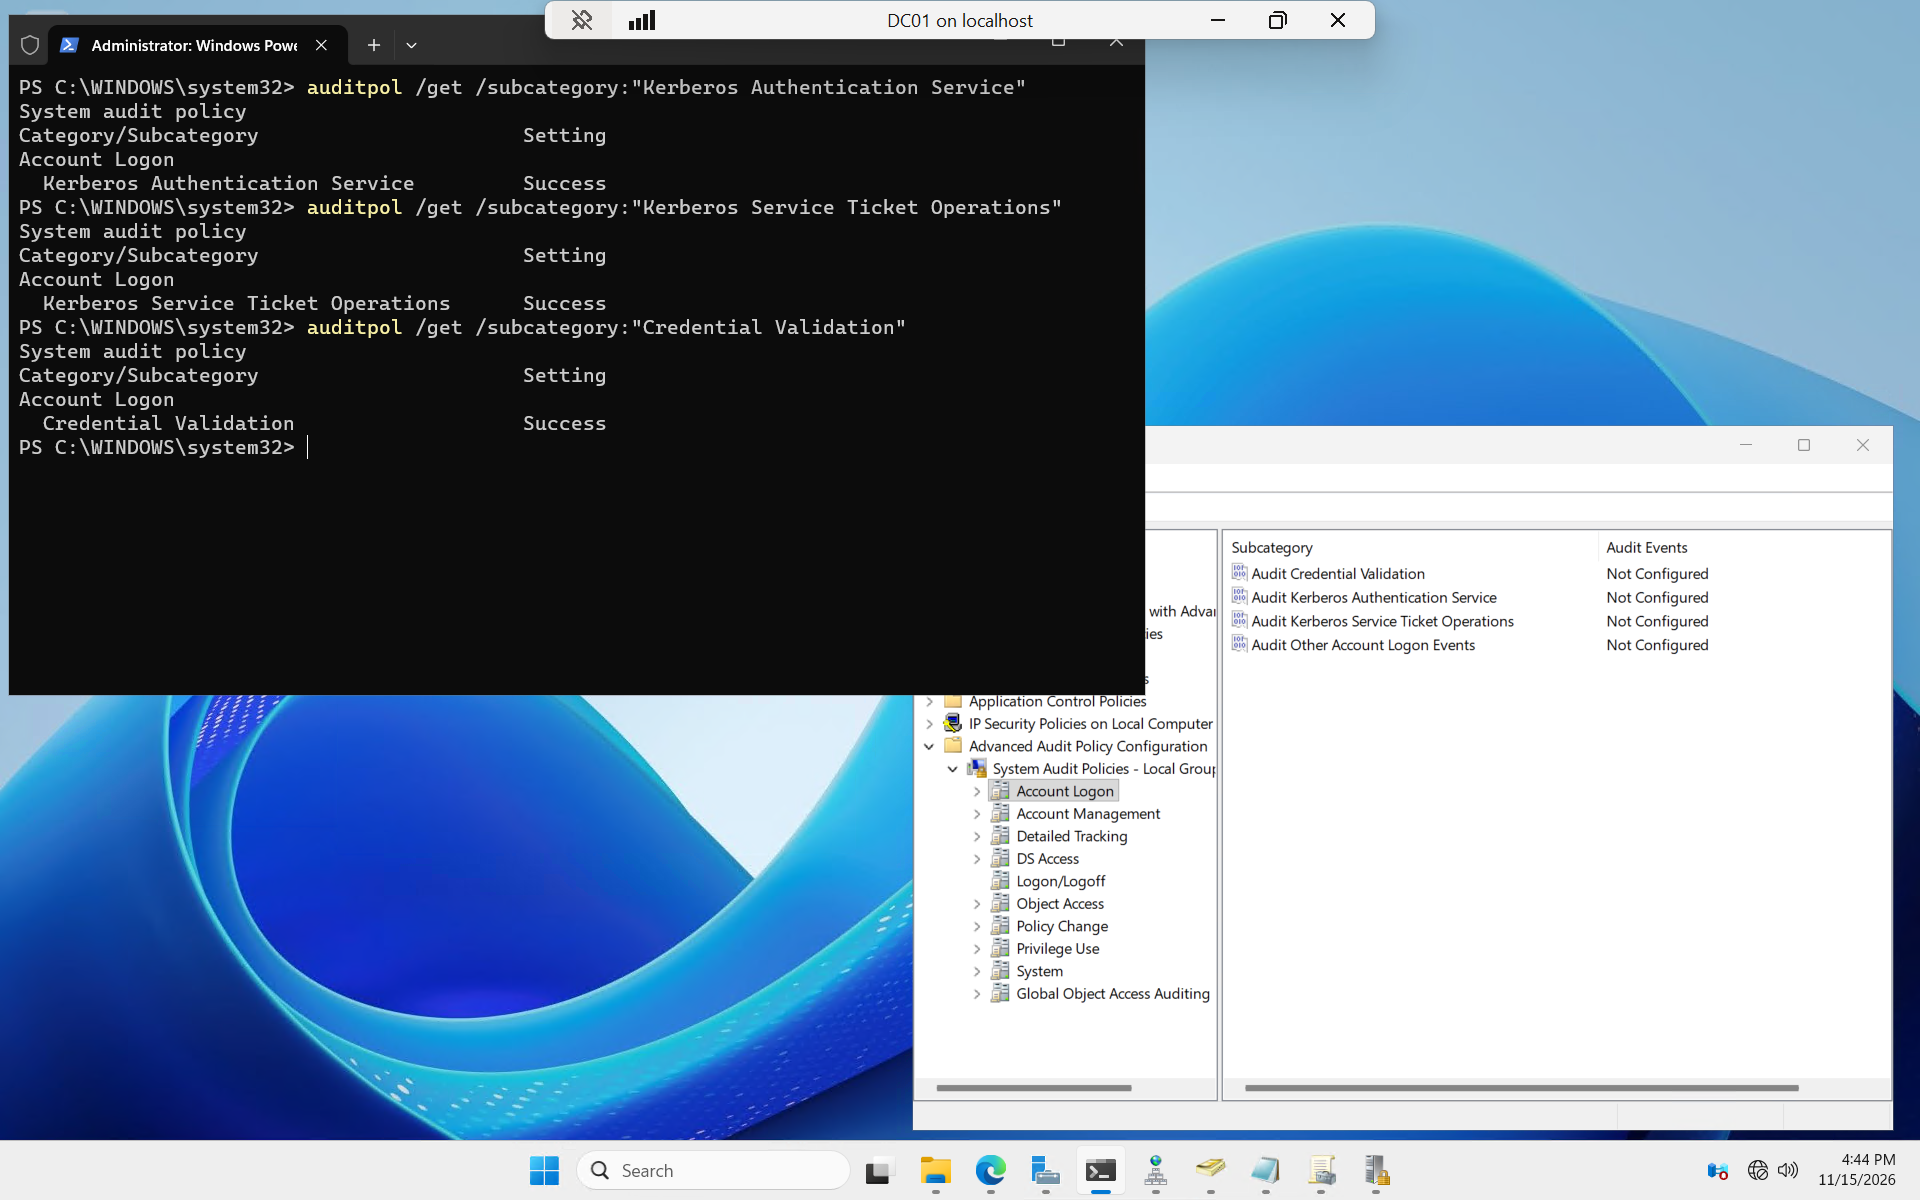 DC01 on localhost
Administrator: Windows Powe
PS C:\WINDOWS\system32> auditpol /get /subcategory:"Kerberos Authentication Service"
System audit policy
Category/Subcategory Setting
Account Logon
Kerberos Authentication Service Success
PS C:\WINDOWS\system32> auditpol /get /subcategory:"Kerberos Service Ticket Operations"
System audit policy
Category/Subcategory Setting
Account Logon
Kerberos Service Ticket Operations Success
PS C:\WINDOWS\system32> auditpol /get /subcategory:"Credential Validation"
System audit policy
Category/Subcategory Setting
Account Logon
Credential Validation Success
PS C:\WINDOWS\system32>
with Advar
ies
s
Application Control Policies
IP Security Policies on Local Computer
Advanced Audit Policy Configuration
System Audit Policies - Local Group
Account Logon
Account Management
Detailed Tracking
DS Access
Logon/Logoff
Object Access
Policy Change
Privilege Use
System
Global Object Access Auditing
Subcategory Audit Events
Audit Credential Validation Not Configured
Audit Kerberos Authentication Service Not Configured
Audit Kerberos Service Ticket Operations Not Configured
Audit Other Account Logon Events Not Configured
Search
4:44 PM
11/15/2026